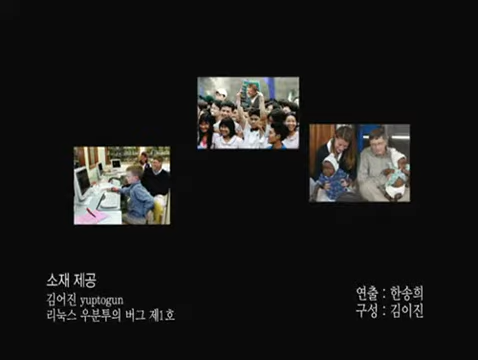 소재 제공
김어진 yuptogun
리눅스 우분투의 버그 제1호
연출 : 한송희
구성 : 김이진